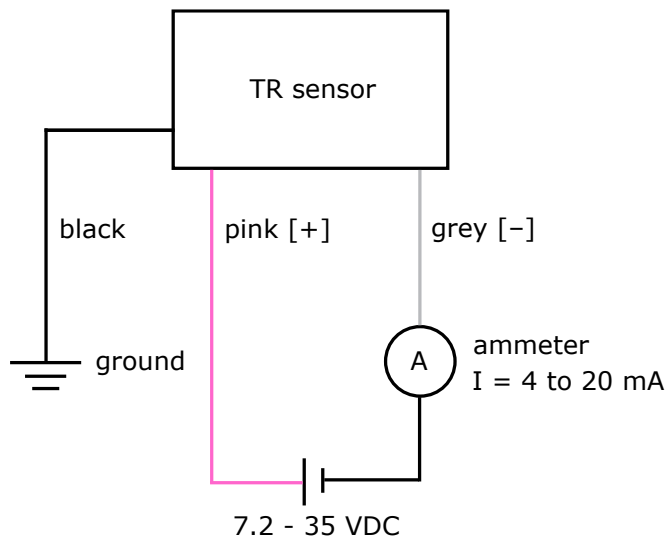 TR sensor
black
pink [+]
grey [–]
ground
A
ammeter
I = 4 to 20 mA
7.2 - 35 VDC